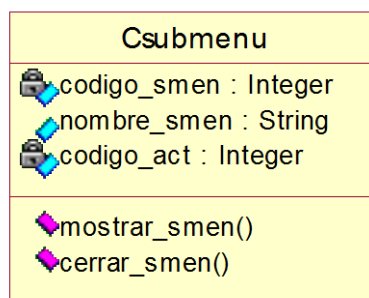 Csubmenu
codigo_smen : Integer
nombre_smen : String
codigo_act : Integer
mostrar_smen()
cerrar_smen()